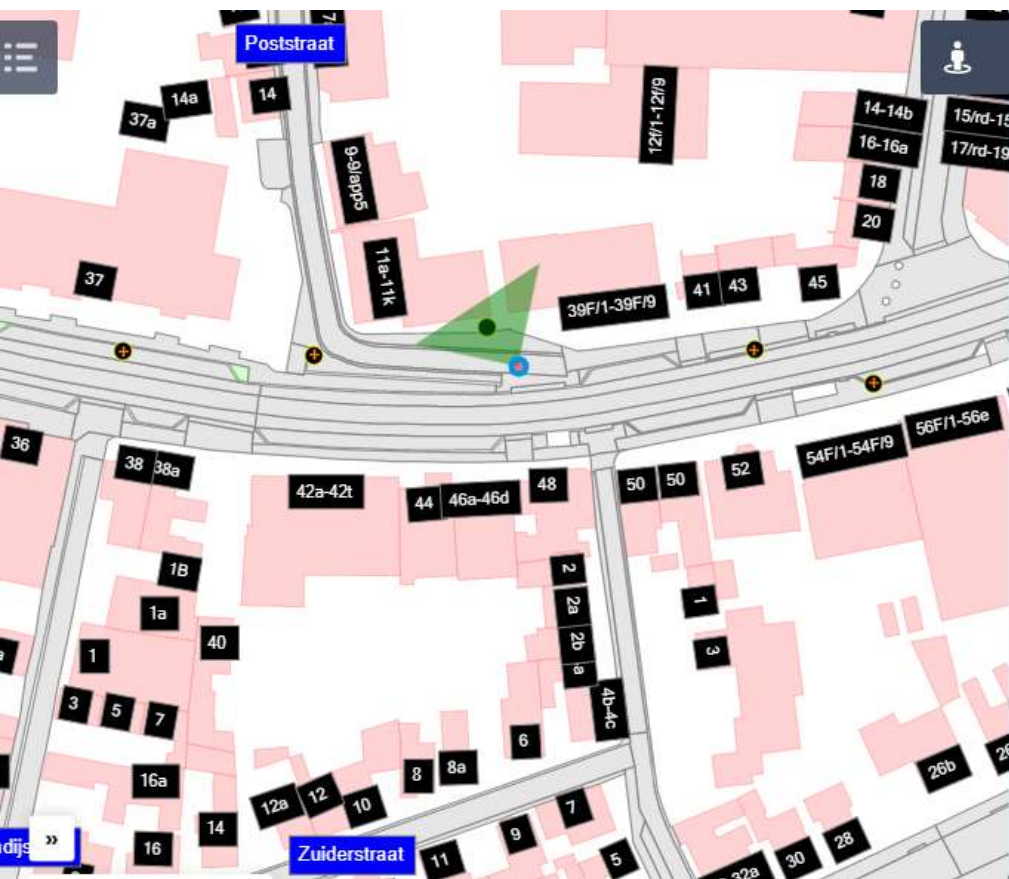 Poststraat
14a
14
37a
12f/1-12f/9
14-14b
15/rd-15
16-16a
17/rd-19
9-9/app5
18
20
11a-11k
37
39F/1-39F/9
41
43
45
36
38
38a
42a-42t
44
46a-46d
48
50
50
52
54F/1-54F/9
56F/1-56e
1B
2
1a
2a
1
40
2b
1
3
a
3
5
7
4b-4c
6
16a
8
8a
26b
12a
12
10
7
14
9
28
16
Zuiderstraat
11
5
30
32a
»